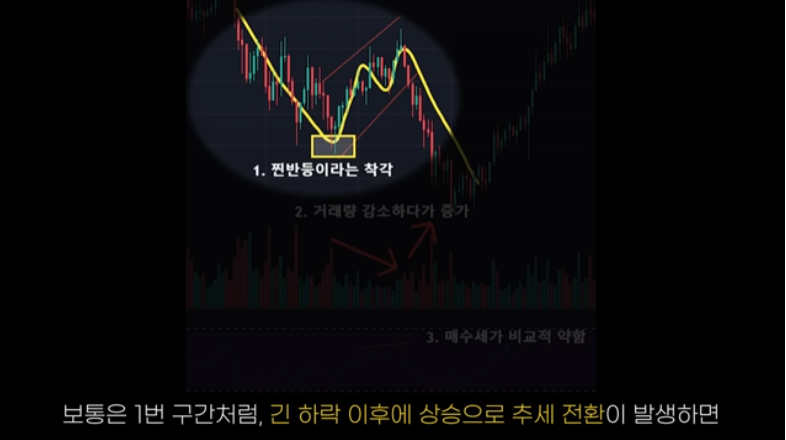 1. 찐반등이라는 착각
2. 거래량 감소하다가 증가
3. 매수세가 비교적 약함
보통은 1번 구간처럼, 긴 하락 이후에 상승으로 추세 전환이 발생하면